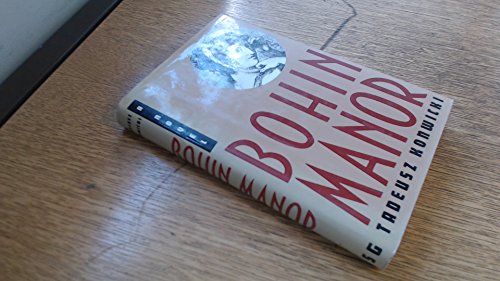 BOHIN
MANOR
TADEUSZ KONWICKI
A NOVEL
BOHIN MANOR
FSG